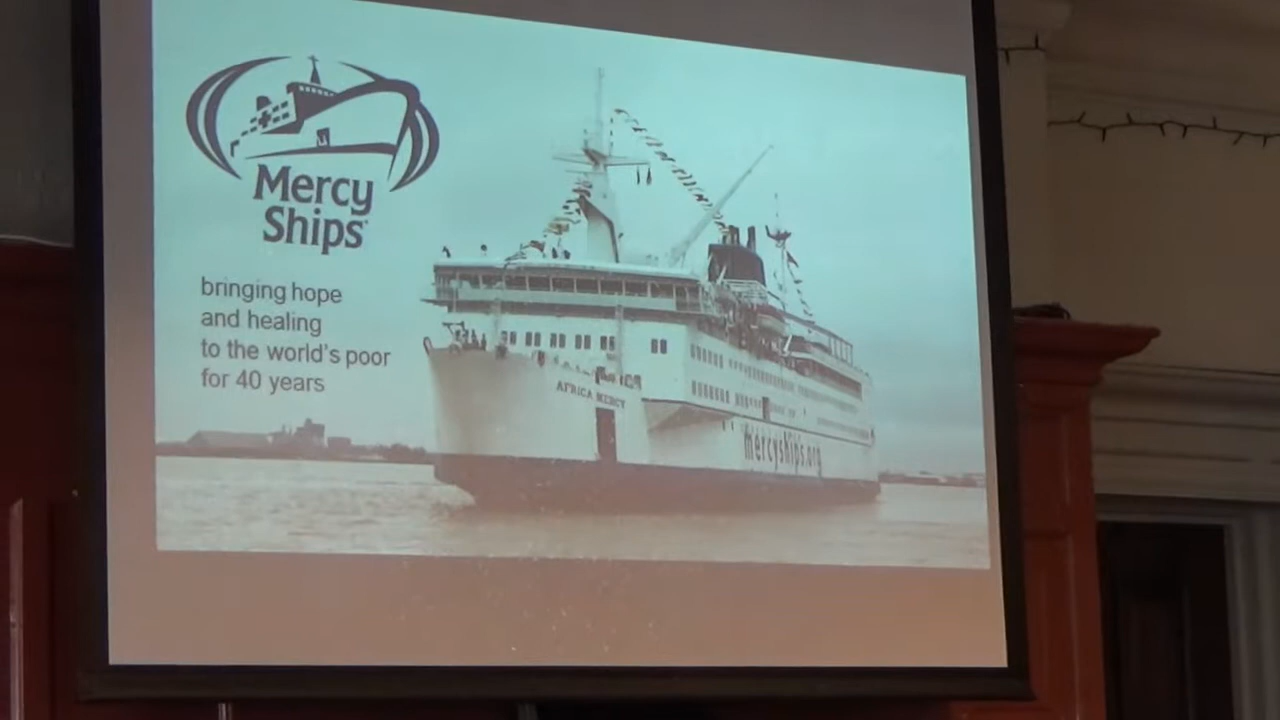 Mercy
Ships
bringing hope
and healing
to the world's poor
for 40 years
AFRICA MERCY
mercyships.org